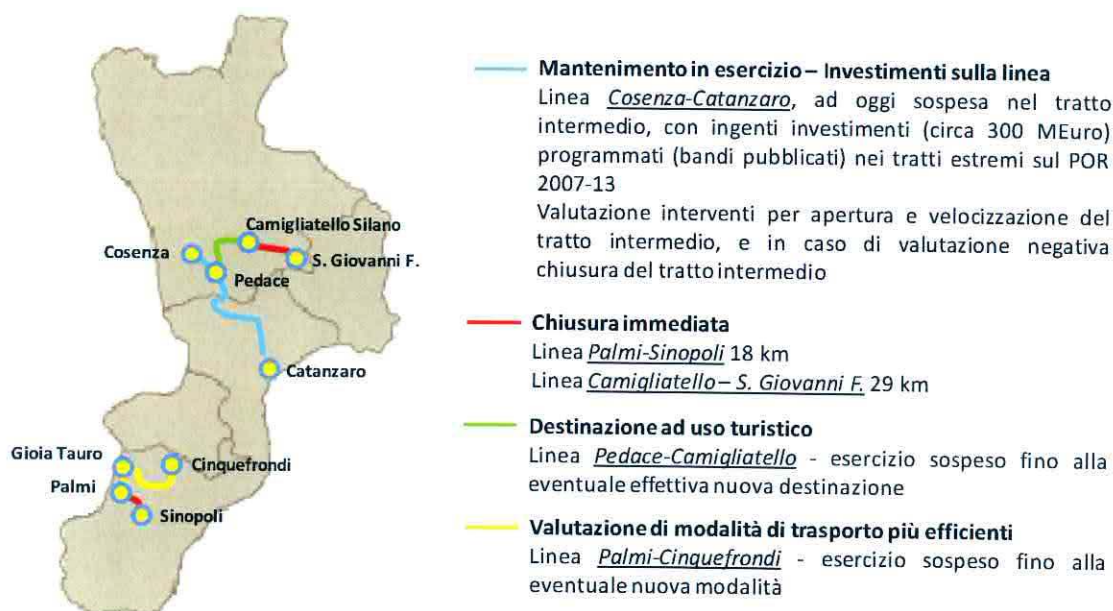 Camigliatello Silano
Cosenza
S. Giovanni F.
Pedace
Catanzaro
Gioia Tauro
Cinquefrondi
Palmi
Sinopoli
Mantenimento in esercizio – Investimenti sulla linea
Linea Cosenza-Catanzaro, ad oggi sospesa nel tratto
intermedio, con ingenti investimenti (circa 300 MEuro)
programmati (bandi pubblicati) nei tratti estremi sul POR
2007-13
Valutazione interventi per apertura e velocizzazione del
tratto intermedio, e in caso di valutazione negativa
chiusura del tratto intermedio
Chiusura immediata
Linea Palmi-Sinopoli 18 km
Linea Camigliatello – S. Giovanni F. 29 km
Destinazione ad uso turistico
Linea Pedace-Camigliatello - esercizio sospeso fino alla
eventuale effettiva nuova destinazione
Valutazione di modalità di trasporto più efficienti
Linea Palmi-Cinquefrondi - esercizio sospeso fino alla
eventuale nuova modalità